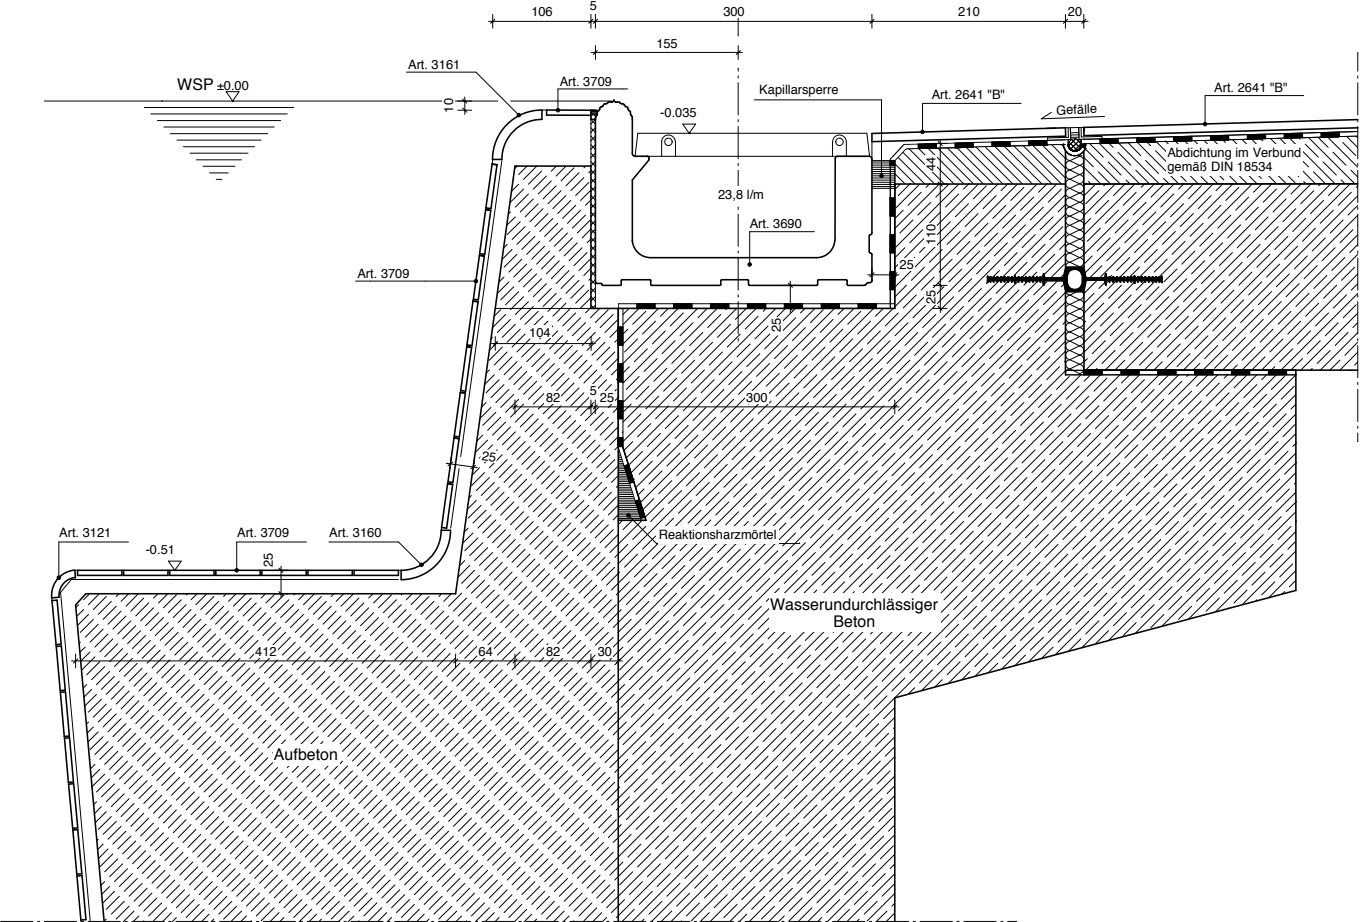 106
5
300
210
20
155
Art. 3161
WSP ±0.00
10
Art. 3709
Kapillarsperre
-0.035
Art. 2641 "B"
Gefälle
Art. 2641 "B"
44
Abdichtung im Verbund
gemäß DIN 18534
23,8 l/m
Art. 3690
110
Art. 3709
25
25
25
104
82
5
25
300
25
Reaktionsharzmörtel
Art. 3121
Art. 3709
Art. 3160
-0.51
25
Wasserundurchlässiger
Beton
412
64
82
30
Aufbeton